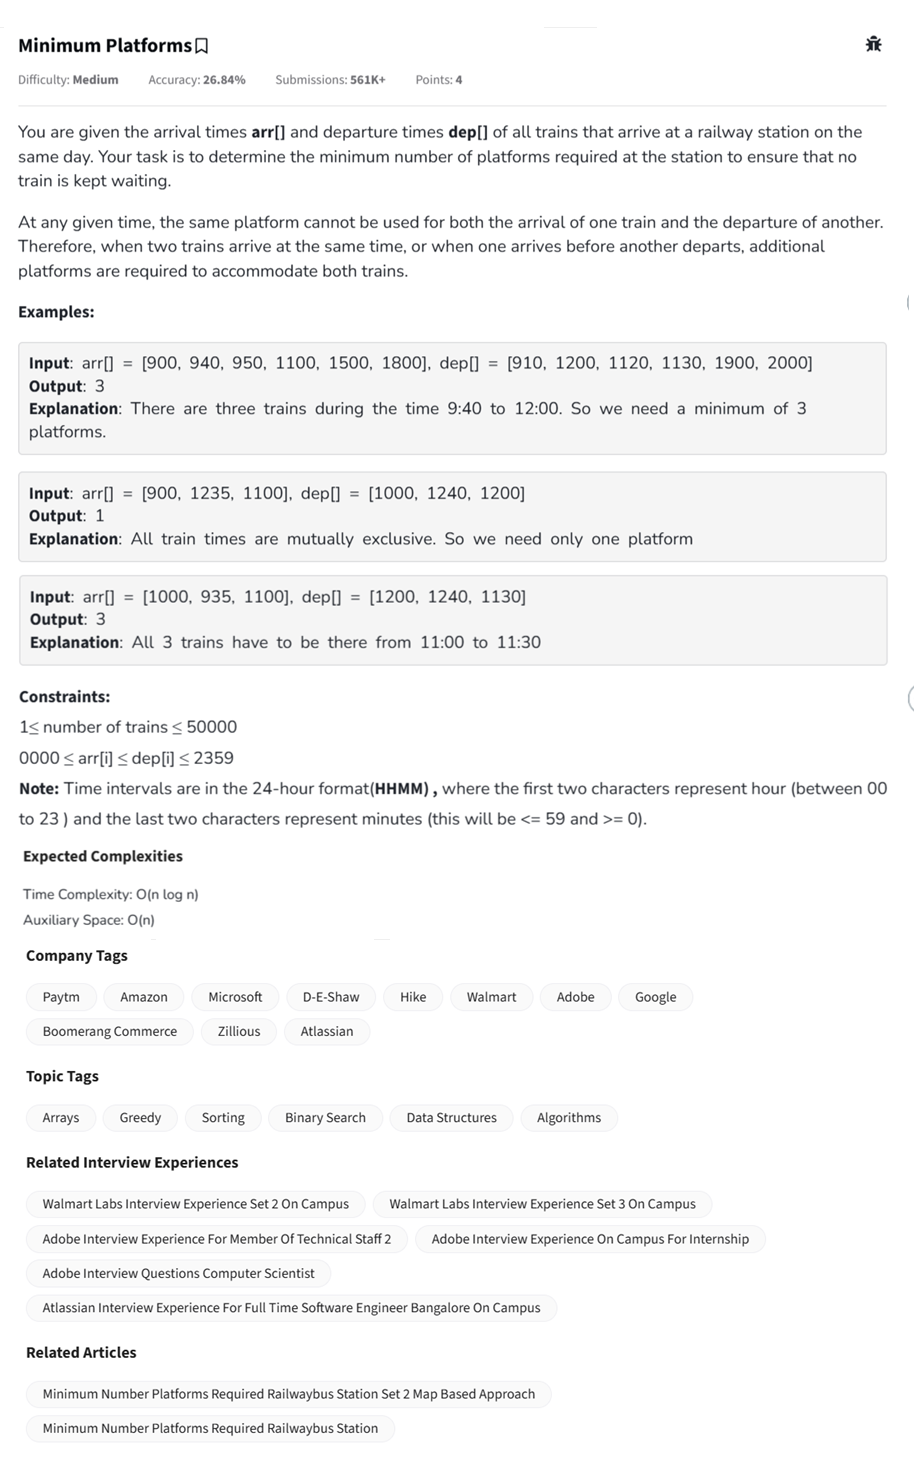 Minimum Platforms
Difficulty: Medium Accuracy: 26.84% Submissions: 561K+ Points: 4
You are given the arrival times arr[] and departure times dep[] of all trains that arrive at a railway station on the
same day. Your task is to determine the minimum number of platforms required at the station to ensure that no
train is kept waiting.
At any given time, the same platform cannot be used for both the arrival of one train and the departure of another.
Therefore, when two trains arrive at the same time, or when one arrives before another departs, additional
platforms are required to accommodate both trains.
Examples:
Input: arr[] = [900, 940, 950, 1100, 1500, 1800], dep[] = [910, 1200, 1120, 1130, 1900, 2000]
Output: 3
Explanation: There are three trains during the time 9:40 to 12:00. So we need a minimum of 3
platforms.
Input: arr[] = [900, 1235, 1100], dep[] = [1000, 1240, 1200]
Output: 1
Explanation: All train times are mutually exclusive. So we need only one platform
Input: arr[] = [1000, 935, 1100], dep[] = [1200, 1240, 1130]
Output: 3
Explanation: All 3 trains have to be there from 11:00 to 11:30
Constraints:
1≤ number of trains ≤ 50000
0000 ≤ arr[i] ≤ dep[i] ≤ 2359
Note: Time intervals are in the 24-hour format(HHMM) , where the first two characters represent hour (between 00
to 23 ) and the last two characters represent minutes (this will be <= 59 and >= 0).
Expected Complexities
Time Complexity: O(n log n)
Auxiliary Space: O(n)
Company Tags
Paytm Amazon Microsoft D-E-Shaw Hike Walmart Adobe Google
Boomerang Commerce Zillious Atlassian
Topic Tags
Arrays Greedy Sorting Binary Search Data Structures Algorithms
Related Interview Experiences
Walmart Labs Interview Experience Set 2 On Campus Walmart Labs Interview Experience Set 3 On Campus
Adobe Interview Experience For Member Of Technical Staff 2 Adobe Interview Experience On Campus For Internship
Adobe Interview Questions Computer Scientist
Atlassian Interview Experience For Full Time Software Engineer Bangalore On Campus
Related Articles
Minimum Number Platforms Required Railwaybus Station Set 2 Map Based Approach
Minimum Number Platforms Required Railwaybus Station